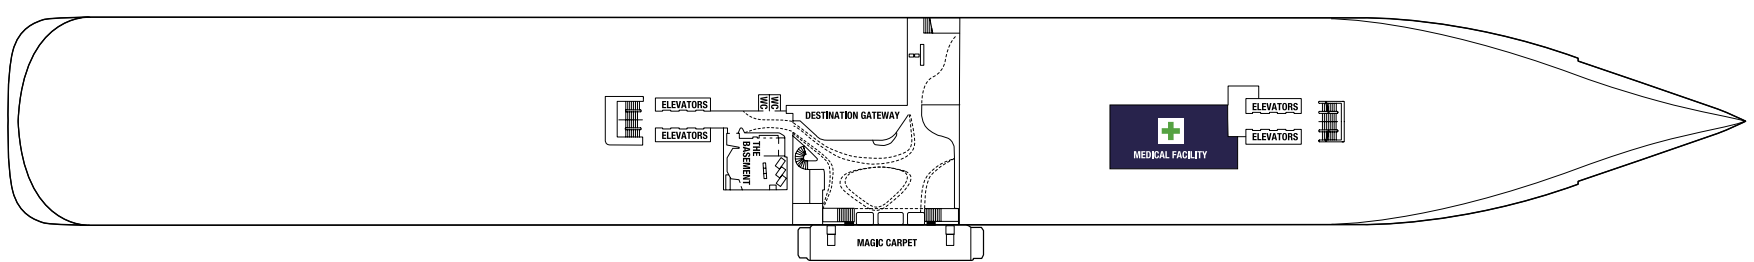 ELEVATORS
ELEVATORS
WC
WC
DESTINATION GATEWAY
THE
BASEMENT
MAGIC CARPET
MEDICAL FACILITY
ELEVATORS
ELEVATORS